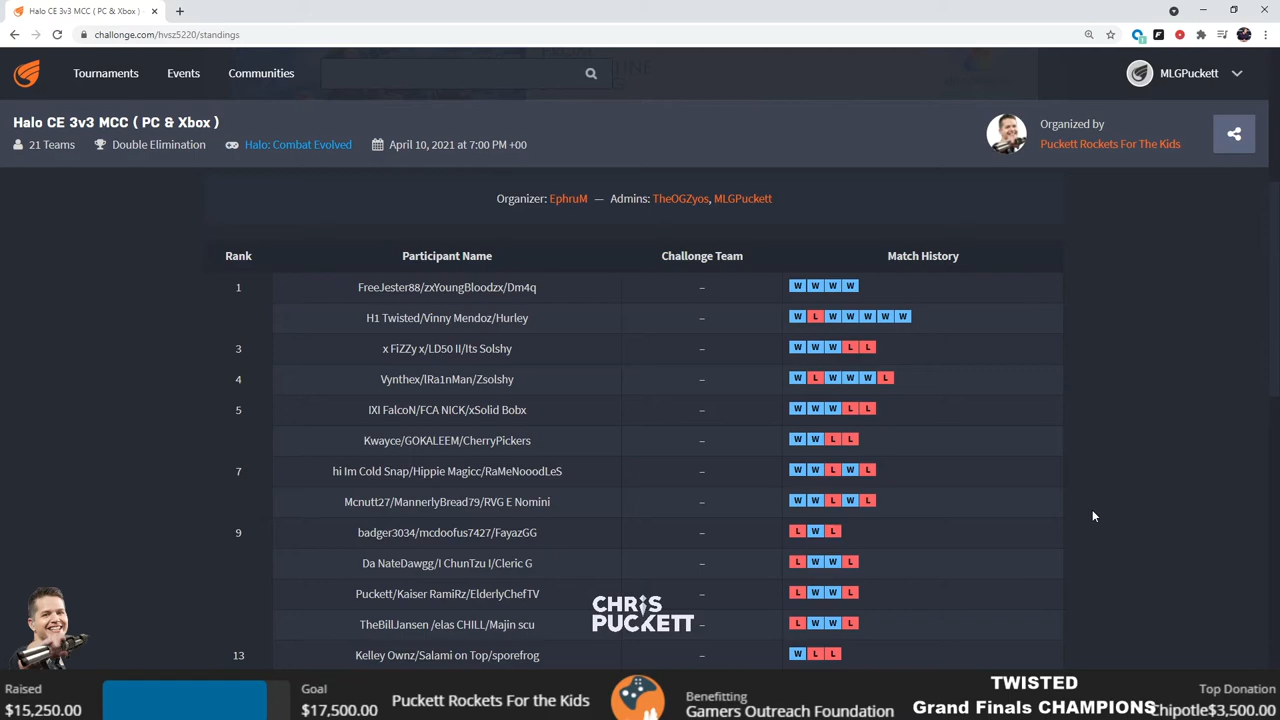 Halo CE 3v3 MCC ( PC & Xbox )
challonge.com/hvsz5220/standings
Tournaments Events Communities
MLGPuckett
Halo CE 3v3 MCC ( PC & Xbox )
21 Teams Double Elimination Halo: Combat Evolved April 10, 2021 at 7:00 PM +00
Organized by
Puckett Rockets For The Kids
Organizer: EphruM — Admins: TheOGZyos, MLGPuckett
Rank Participant Name Challonge Team Match History
1 FreeJester88/zxYoungBloodzx/Dm4q – W W W W
H1 Twisted/Vinny Mendoz/Hurley – W L W W W W W
3 x FiZZy x/LD50 II/Its Solshy – W W W L L
4 Vynthex/lRa1nMan/Zsolshy – W L W W W L
5 IXI FalcoN/FCA NICK/xSolid Bobx – W W W L L
Kwayce/GOKALEEM/CherryPickers – W W L L
7 hi Im Cold Snap/Hippie Magicc/RaMeNooodLeS – W W L W L
Mcnutt27/MannerlyBread79/RVG E Nomini – W W L W L
9 badger3034/mcdoofus7427/FayazGG – L W L
Da NateDawgg/I ChunTzu I/Cleric G – L W W L
Puckett/Kaiser RamiRz/ElderlyChefTV – L W W L
TheBillJansen /elas CHILL/Majin scu – L W W L
13 Kelley Ownz/Salami on Top/sporefrog W L L
CHRIS
PUCKETT
Raised
$15,250.00
Goal
$17,500.00
Puckett Rockets For the Kids
Benefitting
Gamers Outreach Foundation
TWISTED
Grand Finals CHAMPIONS
Top Donation
Chipotle$3,500.00